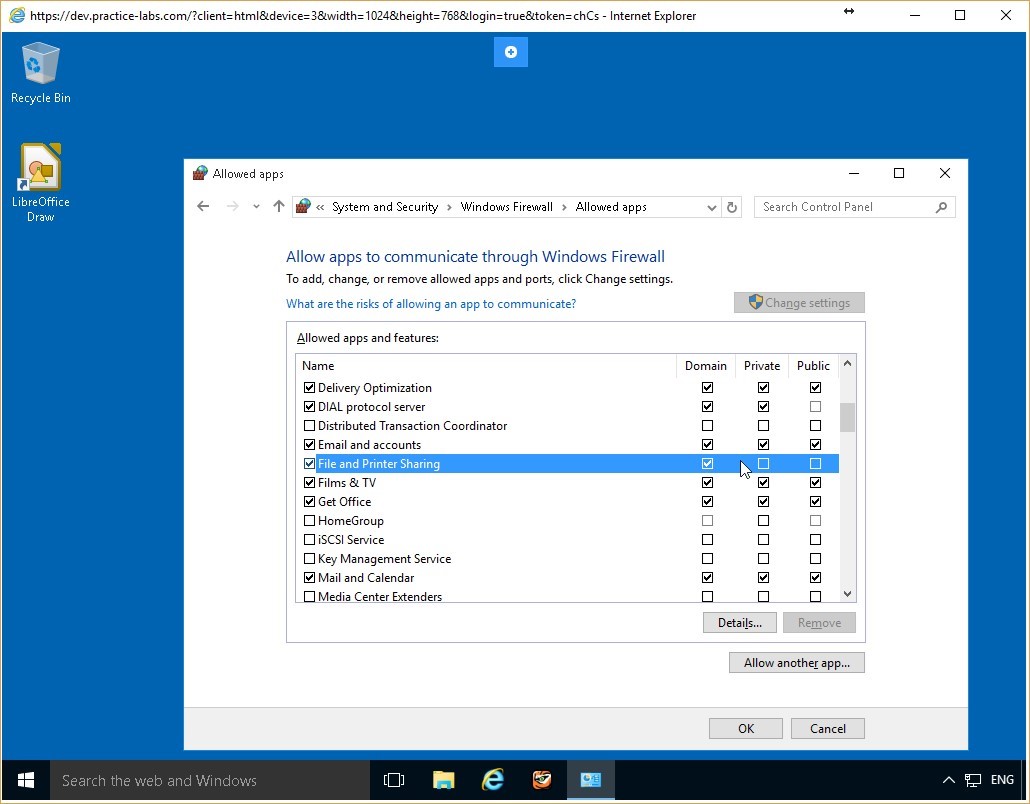 https://dev.practice-labs.com/?client=html&device=3&width=1024&height=768&login=true&token=chCs - Internet Explorer
Recycle Bin
LibreOffice
Draw
Allowed apps
« System and Security > Windows Firewall > Allowed apps
Search Control Panel
Allow apps to communicate through Windows Firewall
To add, change, or remove allowed apps and ports, click Change settings.
What are the risks of allowing an app to communicate?
Change settings
Allowed apps and features:
Name Domain Private Public
Delivery Optimization
DIAL protocol server
Distributed Transaction Coordinator
Email and accounts
File and Printer Sharing
Films & TV
Get Office
HomeGroup
iSCSI Service
Key Management Service
Mail and Calendar
Media Center Extenders
Details... Remove
Allow another app...
OK Cancel
Search the web and Windows
ENG